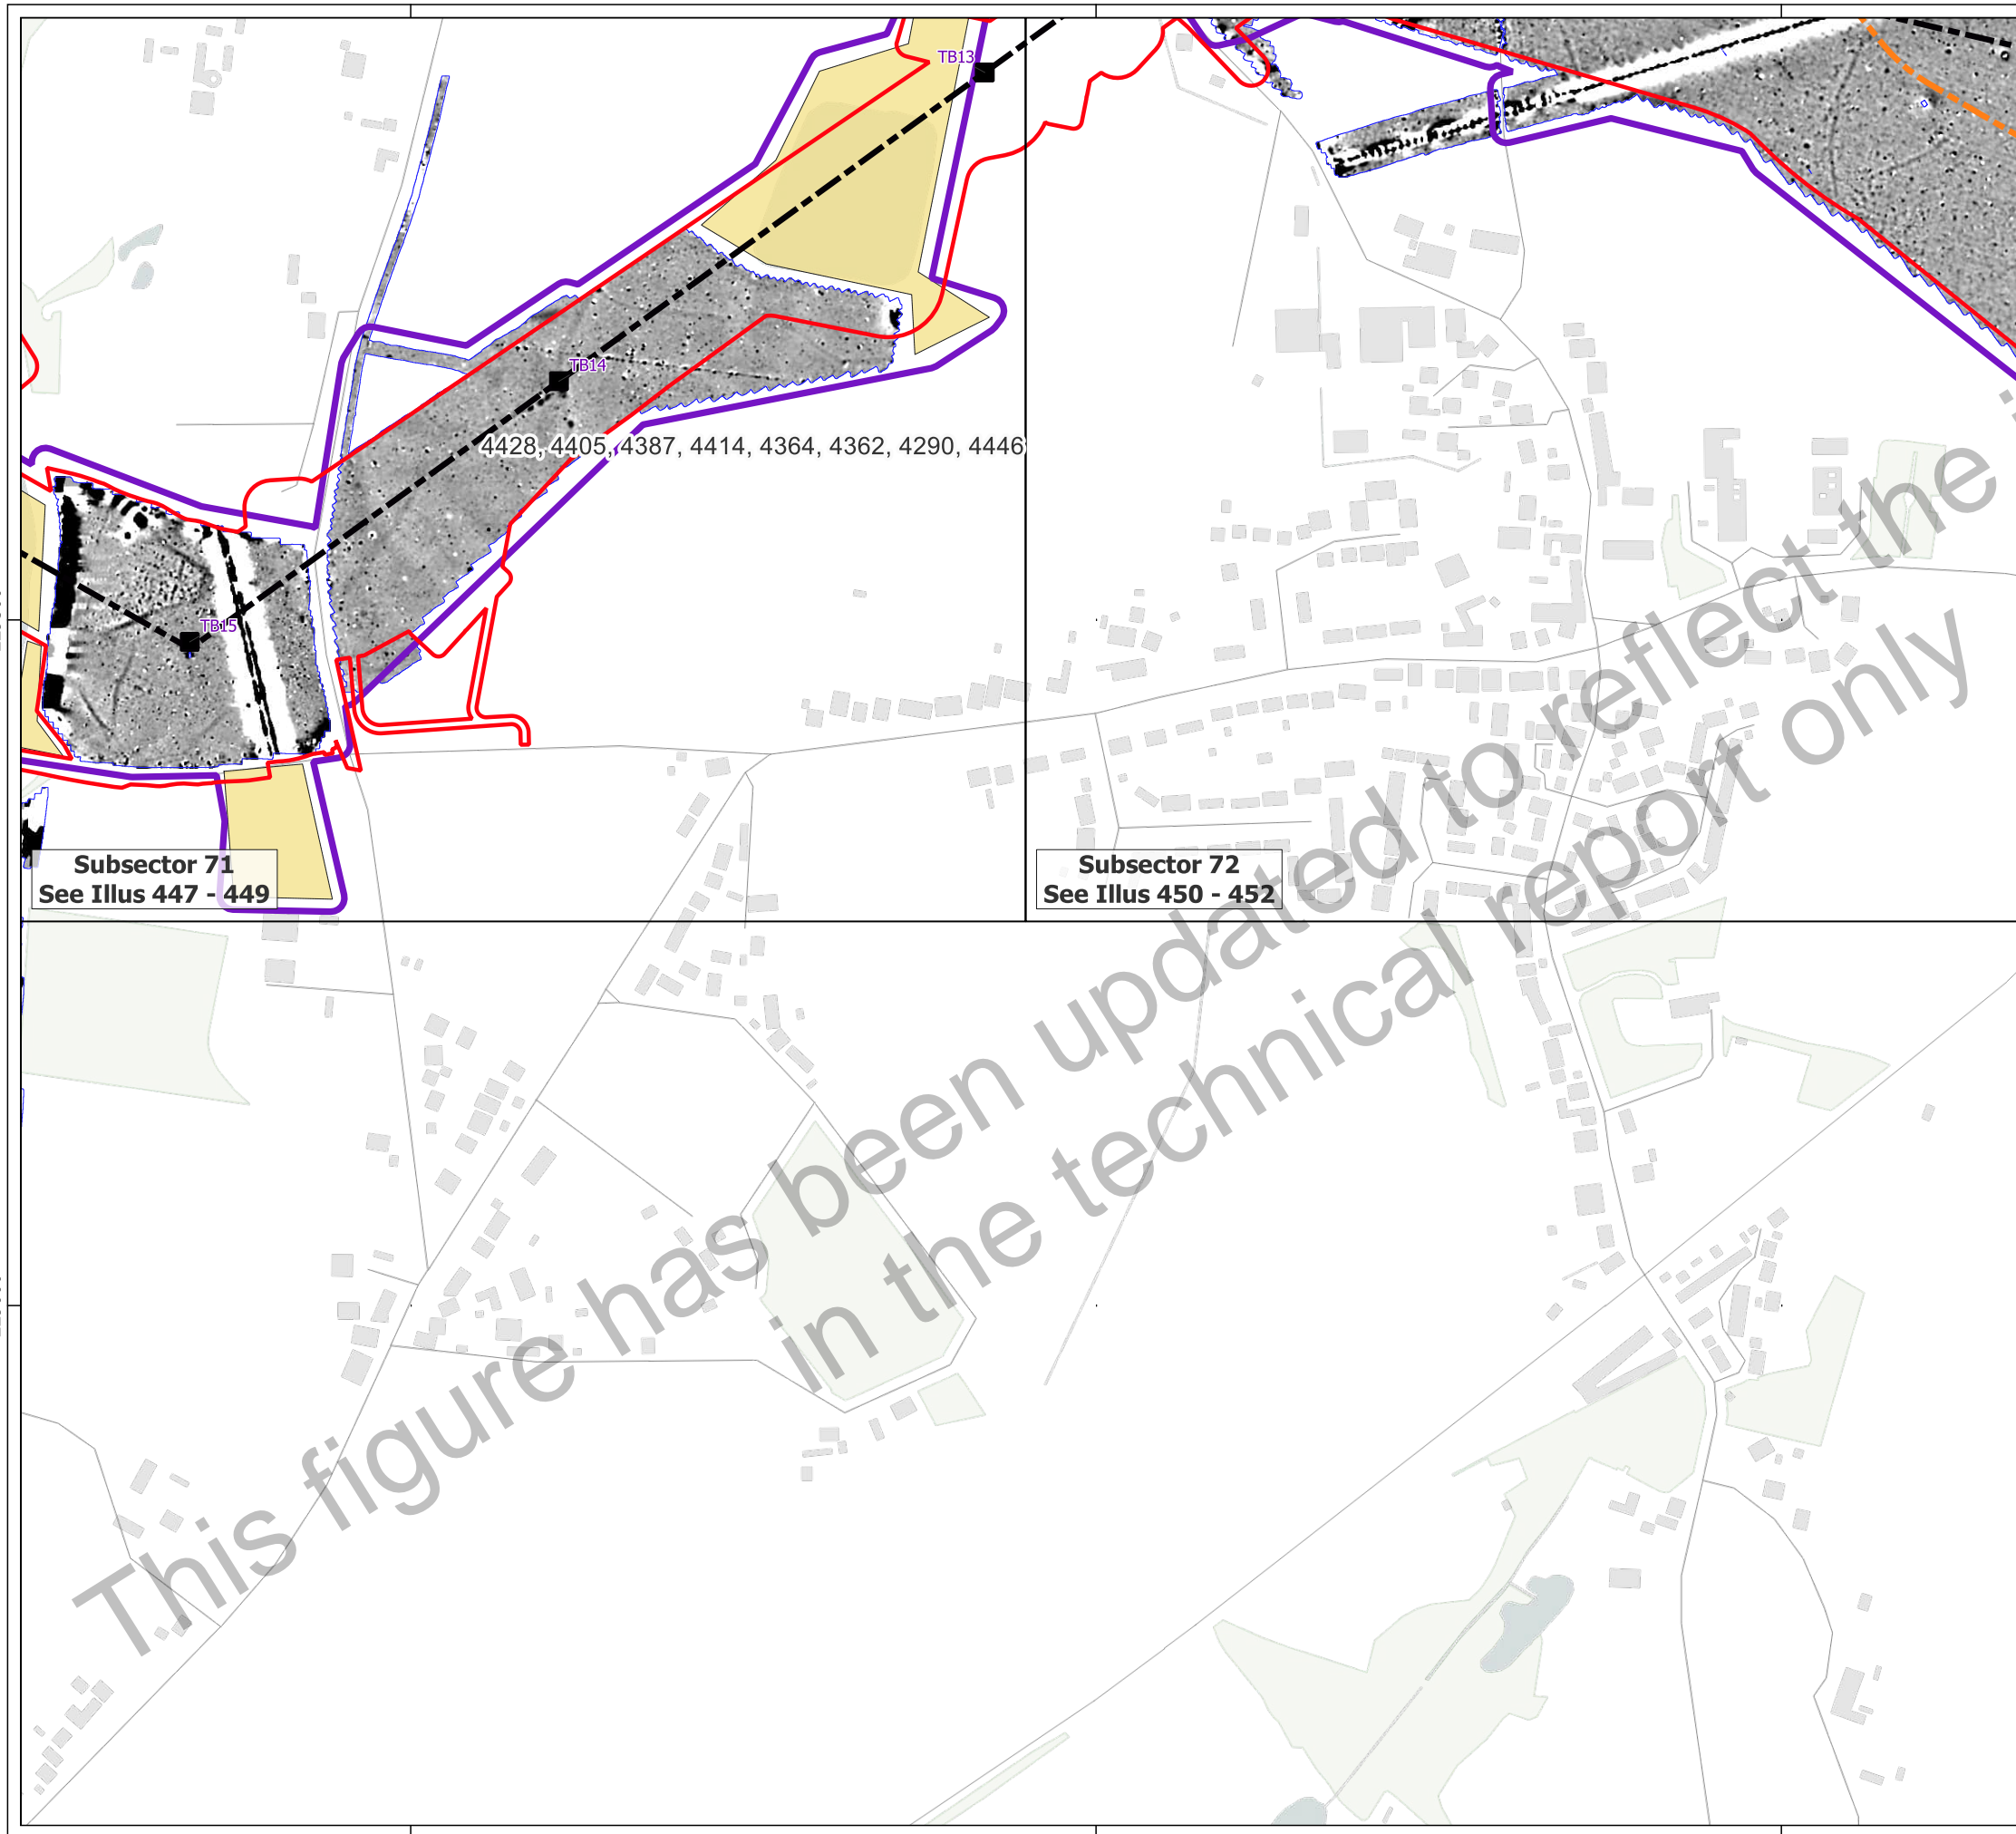 TB13
TB14
4428, 4405, 4387, 4414, 4364, 4362, 4290, 4446
TB15
Subsector 71
See Illus 447 - 449
Subsector 72
See Illus 450 - 452
This figure has been updated to reflect the
in the technical report only